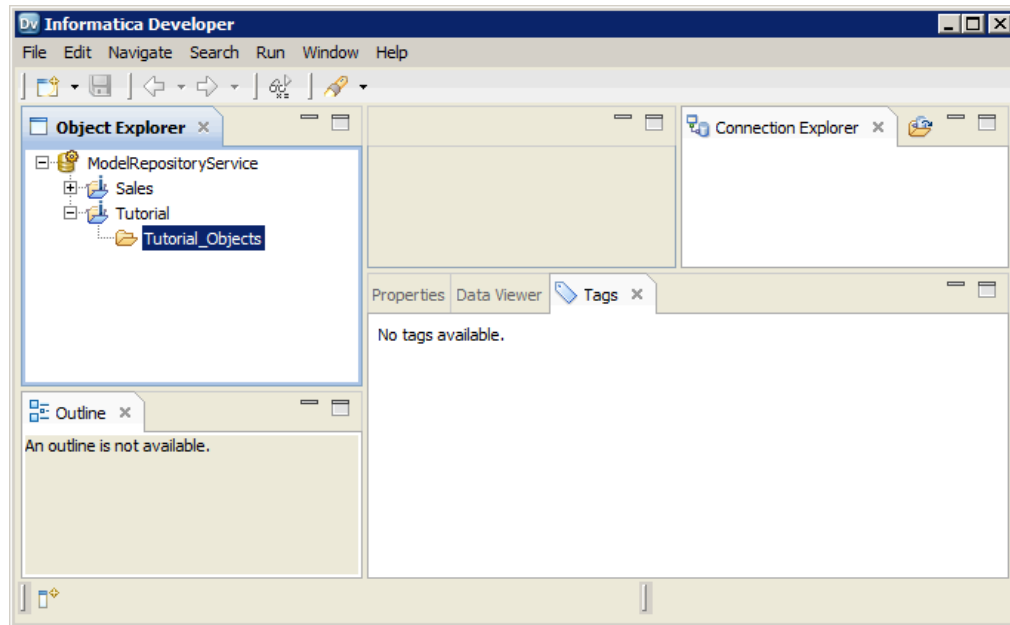 Dv Informatica Developer
File Edit Navigate Search Run Window Help
Object Explorer
Connection Explorer
ModelRepositoryService
Sales
Tutorial
Tutorial_Objects
Properties Data Viewer Tags
No tags available.
Outline
An outline is not available.